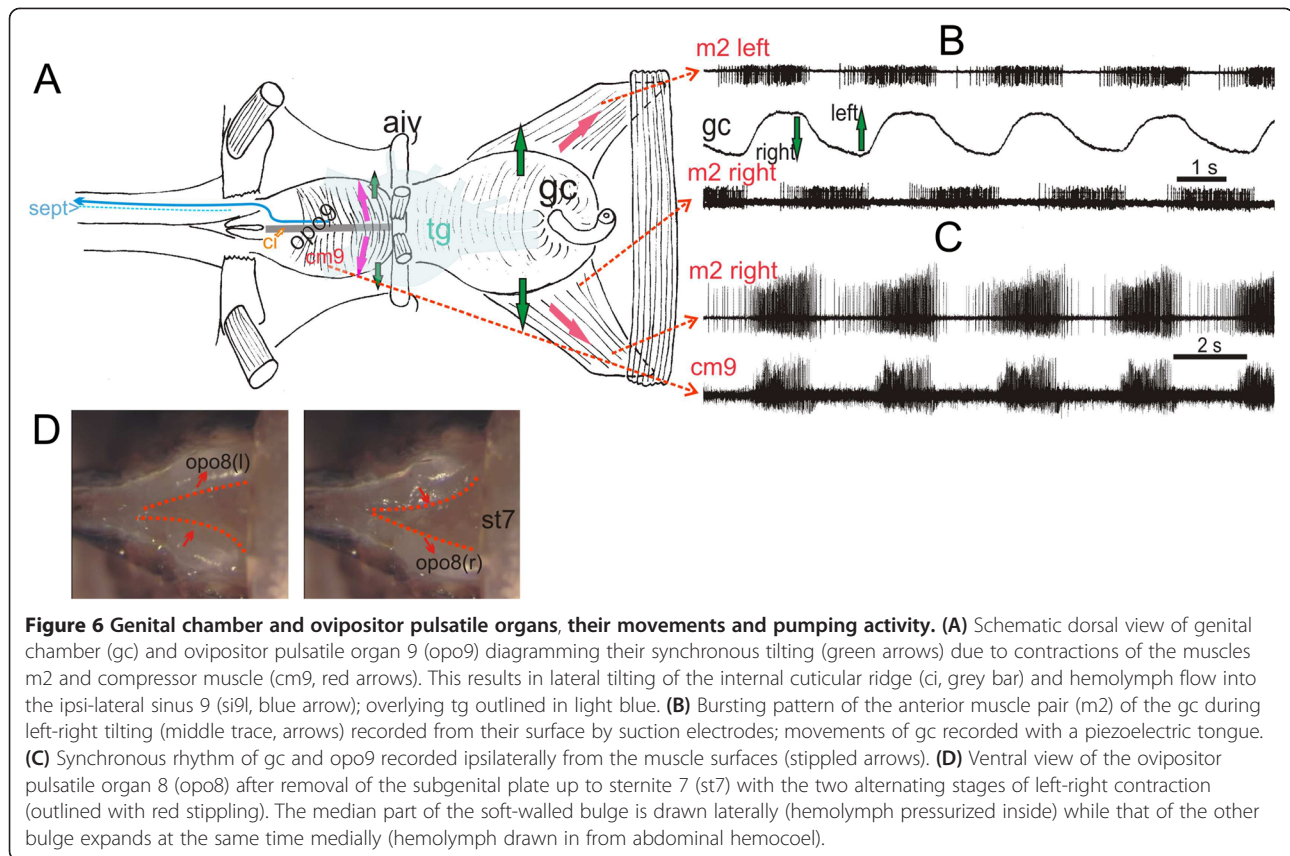 A
B
m2 left
aiv
gc
left
right
1 s
m2 right
sept>
ci
opo9
cm9
tg
gc
C
m2 right
2 s
cm9
D
opo8(l)
st7
opo8(r)
Figure 6 Genital chamber and ovipositor pulsatile organs, their movements and pumping activity. (A) Schematic dorsal view of genital
chamber (gc) and ovipositor pulsatile organ 9 (opo9) diagramming their synchronous tilting (green arrows) due to contractions of the muscles
m2 and compressor muscle (cm9, red arrows). This results in lateral tilting of the internal cuticular ridge (ci, grey bar) and hemolymph flow into
the ipsi-lateral sinus 9 (si9l, blue arrow); overlying tg outlined in light blue. (B) Bursting pattern of the anterior muscle pair (m2) of the gc during
left-right tilting (middle trace, arrows) recorded from their surface by suction electrodes; movements of gc recorded with a piezoelectric tongue.
(C) Synchronous rhythm of gc and opo9 recorded ipsilaterally from the muscle surfaces (stippled arrows). (D) Ventral view of the ovipositor
pulsatile organ 8 (opo8) after removal of the subgenital plate up to sternite 7 (st7) with the two alternating stages of left-right contraction
(outlined with red stippling). The median part of the soft-walled bulge is drawn laterally (hemolymph pressurized inside) while that of the other
bulge expands at the same time medially (hemolymph drawn in from abdominal hemocoel).